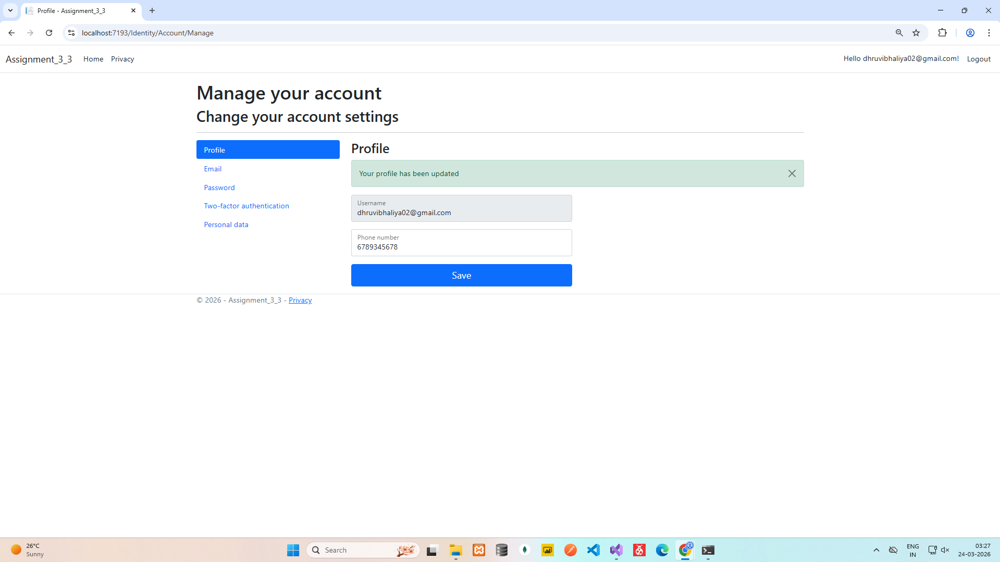 Profile - Assignment_3_3
localhost:7193/Identity/Account/Manage
Assignment_3_3 Home Privacy Hello dhruvibhaliya02@gmail.com! Logout
Manage your account
Change your account settings
Profile
Email
Password
Two-factor authentication
Personal data
Profile
Your profile has been updated
Username
dhruvibhaliya02@gmail.com
Phone number
6789345678
Save
© 2026 - Assignment_3_3 - Privacy
26°C
Sunny
Search
ENG
IN
03:27
24-03-2026